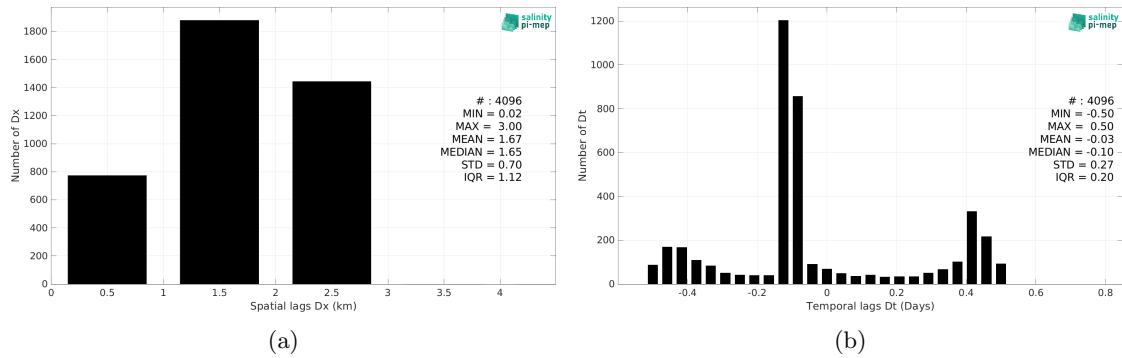 salinity
pi-mep
1800
1600
1400
1200
1000
800
600
400
200
0
Number of Dx
# : 4096
MIN = 0.02
MAX = 3.00
MEAN = 1.67
MEDIAN = 1.65
STD = 0.70
IQR = 1.12
0 0.5 1 1.5 2 2.5 3 3.5 4
Spatial lags Dx (km)
(a)
salinity
pi-mep
1200
1000
800
600
400
200
0
Number of Dt
# : 4096
MIN = -0.50
MAX = 0.50
MEAN = -0.03
MEDIAN = -0.10
STD = 0.27
IQR = 0.20
-0.4 -0.2 0 0.2 0.4 0.6 0.8
Temporal lags Dt (Days)
(b)